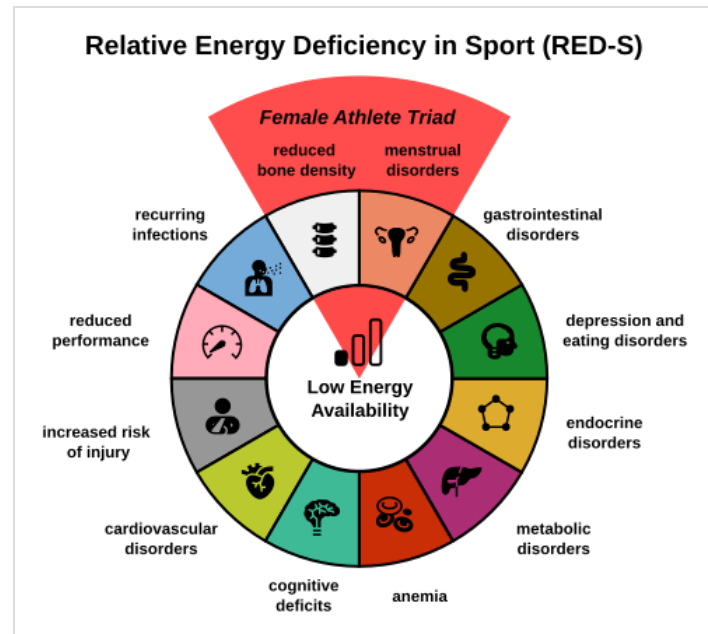 Relative Energy Deficiency in Sport (RED-S)
Female Athlete Triad
reduced
bone density
menstrual
disorders
gastrointestinal
disorders
depression and
eating disorders
endocrine
disorders
metabolic
disorders
anemia
cognitive
deficits
cardiovascular
disorders
increased risk
of injury
reduced
performance
recurring
infections
Low Energy
Availability